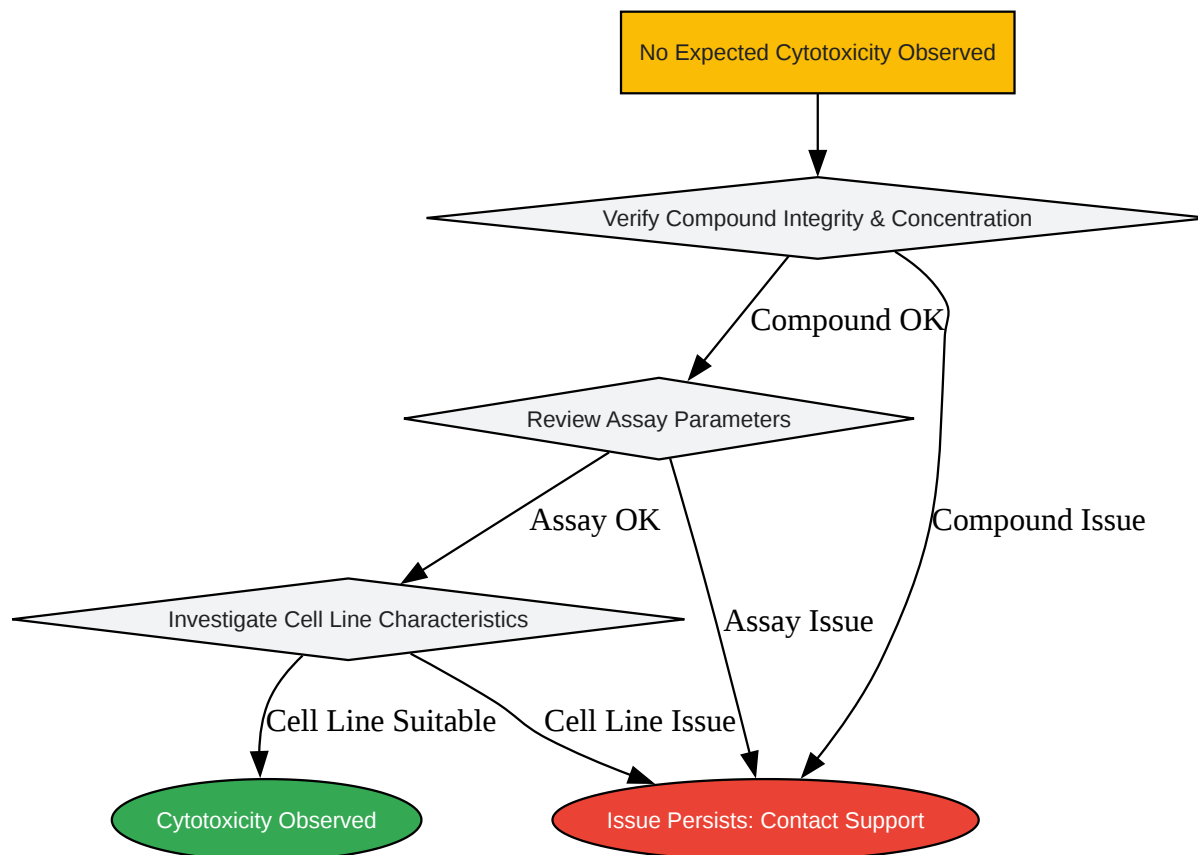 No Expected Cytotoxicity Observed
Verify Compound Integrity & Concentration
Compound OK
Review Assay Parameters
Assay OK
Compound Issue
Investigate Cell Line Characteristics
Assay Issue
Cell Line Suitable
Cell Line Issue
Cytotoxicity Observed
Issue Persists: Contact Support